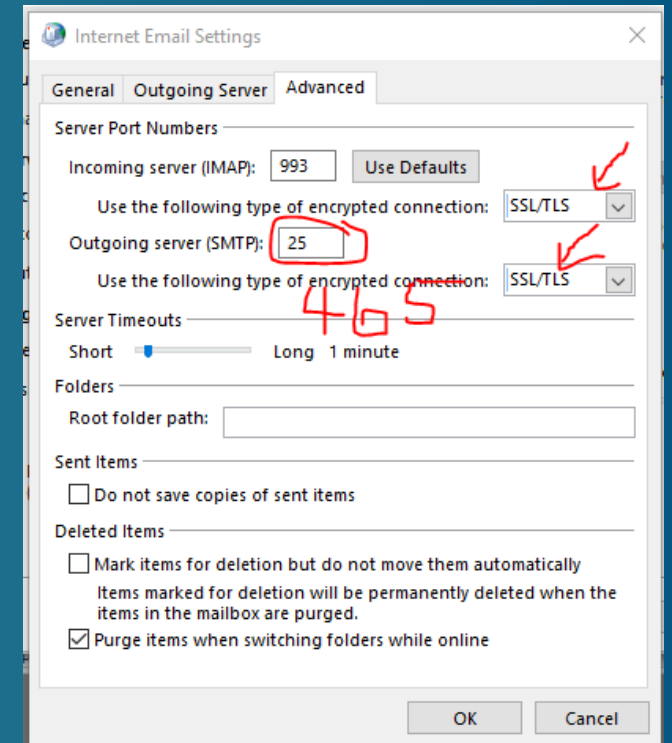 Internet Email Settings
General Outgoing Server Advanced
Server Port Numbers
Incoming server (IMAP): 993 Use Defaults
Use the following type of encrypted connection: SSL/TLS
Outgoing server (SMTP): 25
Use the following type of encrypted connection: SSL/TLS
465
Server Timeouts
Short Long 1 minute
Folders
Root folder path:
Sent Items
Do not save copies of sent items
Deleted Items
Mark items for deletion but do not move them automatically
Items marked for deletion will be permanently deleted when the
items in the mailbox are purged.
Purge items when switching folders while online
OK Cancel